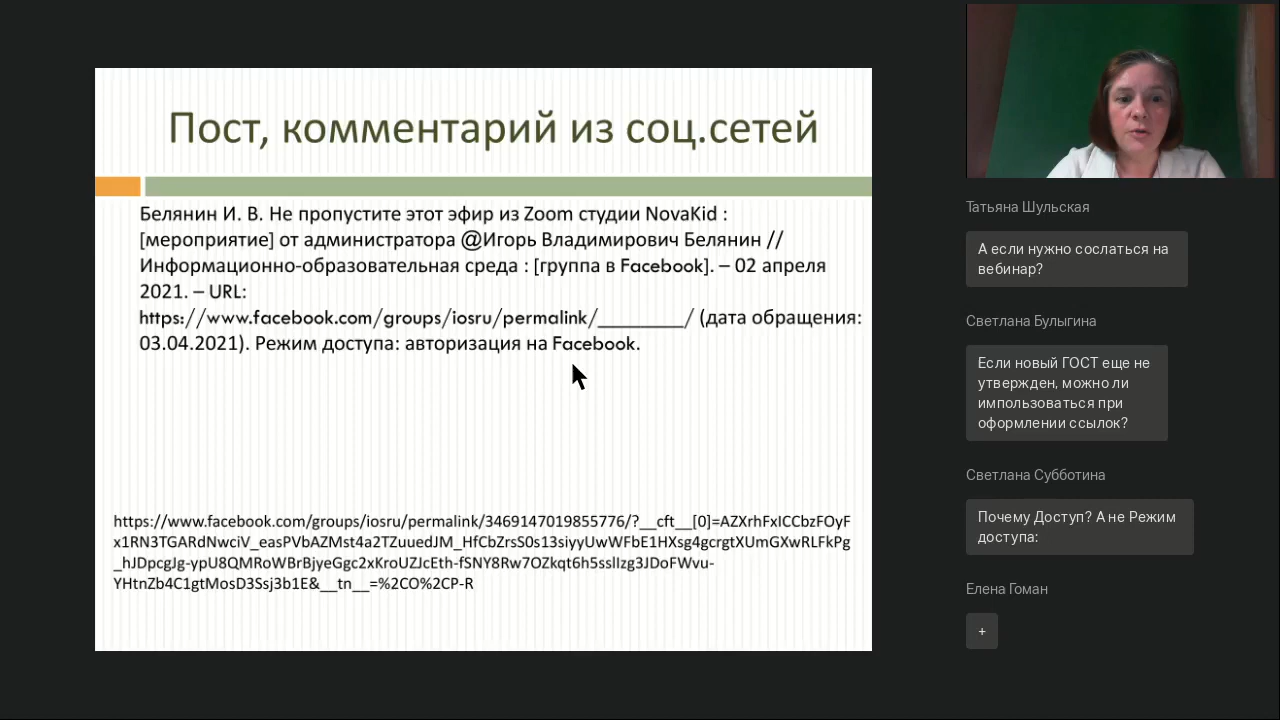 Пост, комментарий из соц.сетей
Белянин И. В. Не пропустите этот эфир из Zoom студии NovaKid :
[мероприятие] от администратора @Игорь Владимирович Белянин //
Информационно-образовательная среда : [группа в Facebook]. – 02 апреля
2021. – URL:
https://www.facebook.com/groups/iosru/permalink/_________/ (дата обращения:
03.04.2021). Режим доступа: авторизация на Facebook.
https://www.facebook.com/groups/iosru/permalink/3469147019855776/?__cft__[0]=AZXrhFxICCbzFOyF
x1RN3TGARdNwciV_easPVbAZMst4a2TZuuedJM_HfCbZrsS0s13siyyUwWFbE1HXsg4gcrgtXUmGXwRLFkPg
_hJDpcgJg-ypU8QMRoWBrBjyeGgc2xKroUZJcEth-fSNY8Rw7OZkqt6h5ssllzg3JDoFWvu-
YHtnZb4C1gtMosD3Ssj3b1E&__tn__=%2CO%2CP-R
Татьяна Шульская
А если нужно сослаться на
вебинар?
Светлана Булыгина
Если новый ГОСТ еще не
утвержден, можно ли
импользоваться при
оформлении ссылок?
Светлана Субботина
Почему Доступ? А не Режим
доступа:
Елена Гоман
+